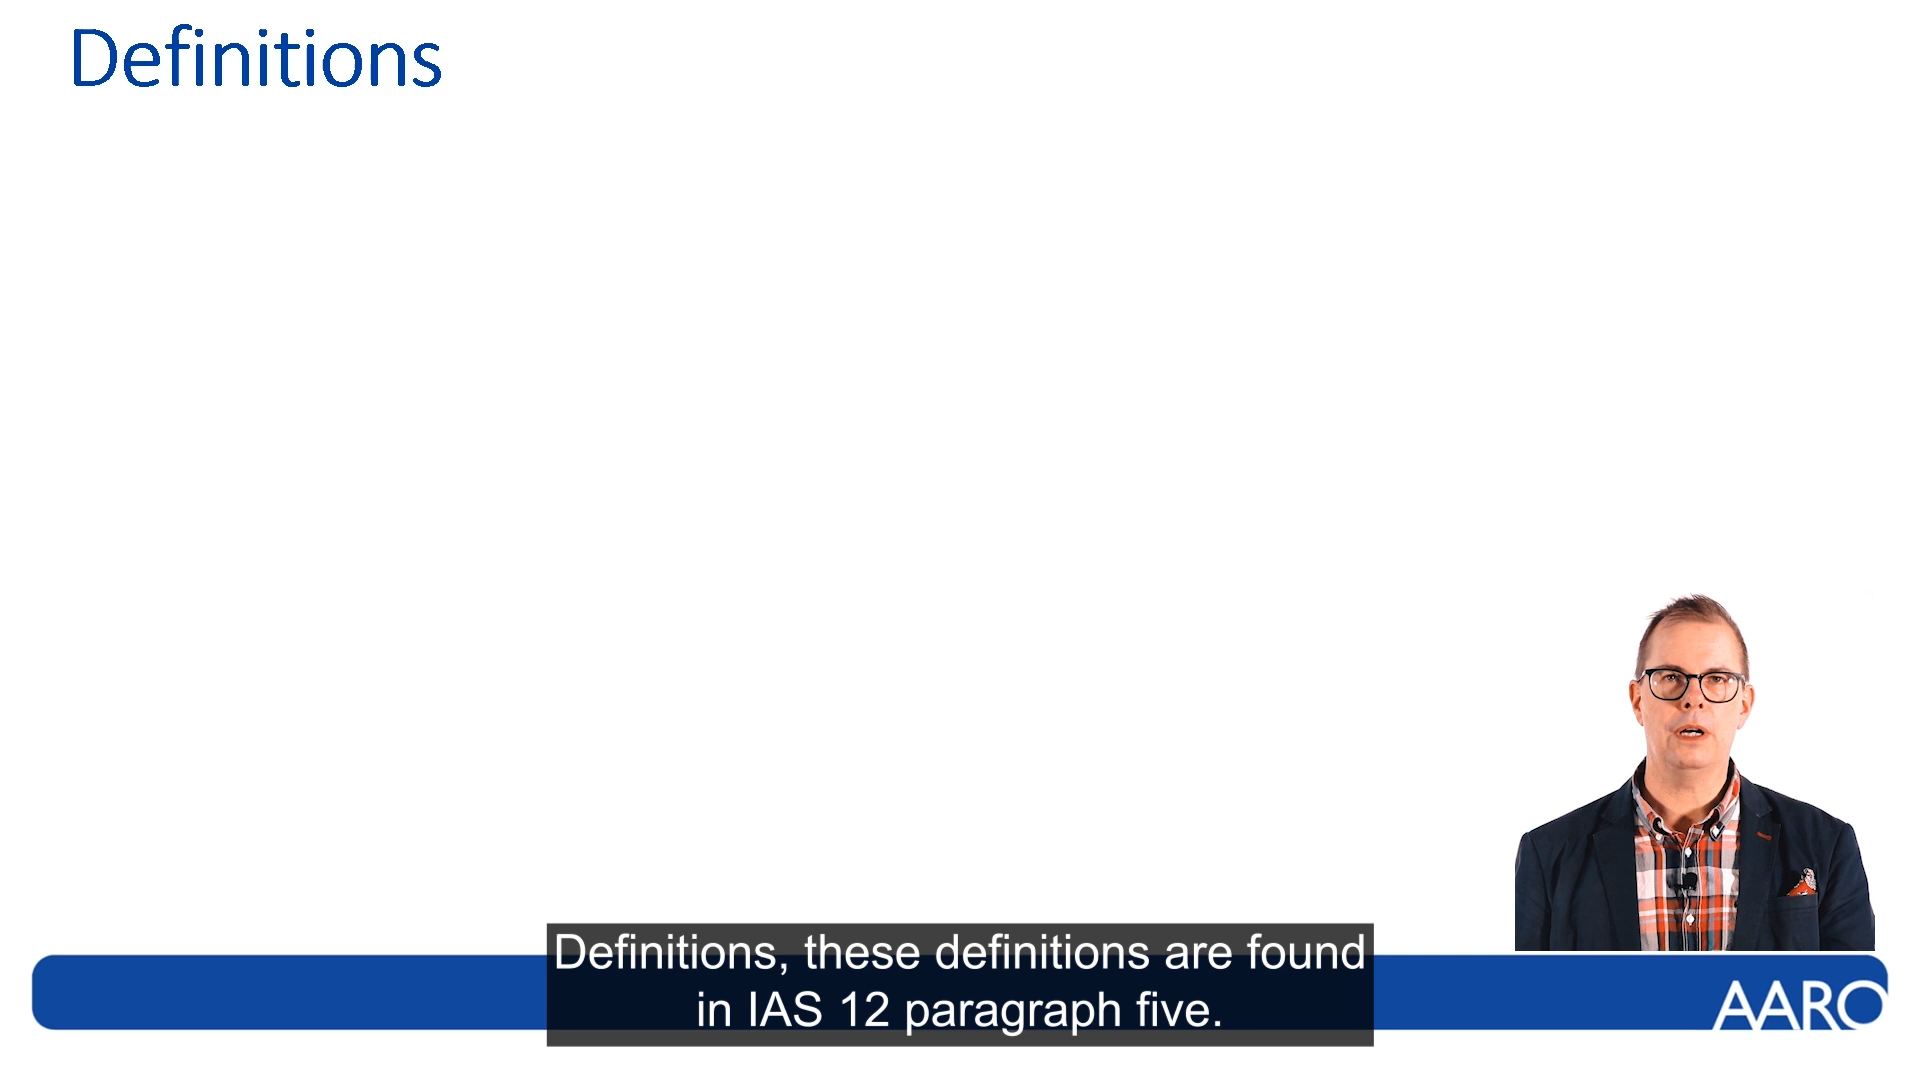 Definitions
Definitions, these definitions are found
in IAS 12 paragraph five.
AARO